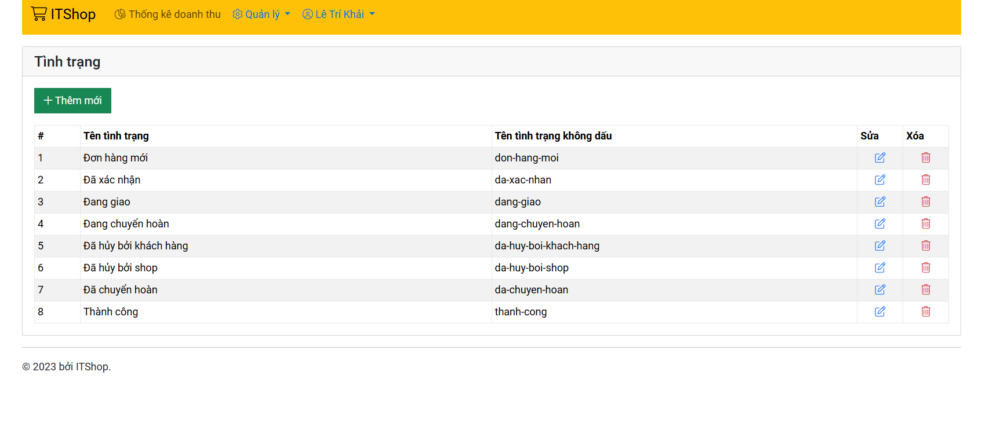 ITShop Thống kê doanh thu Quản lý Lê Trí Khải
Tình trạng
Thêm mới
# Tên tình trạng Tên tình trạng không dấu Sửa Xóa
1 Đơn hàng mới don-hang-moi
2 Đã xác nhận da-xac-nhan
3 Đang giao dang-giao
4 Đang chuyển hoàn dang-chuyen-hoan
5 Đã hủy bởi khách hàng da-huy-boi-khach-hang
6 Đã hủy bởi shop da-huy-boi-shop
7 Đã chuyển hoàn da-chuyen-hoan
8 Thành công thanh-cong
© 2023 bởi ITShop.